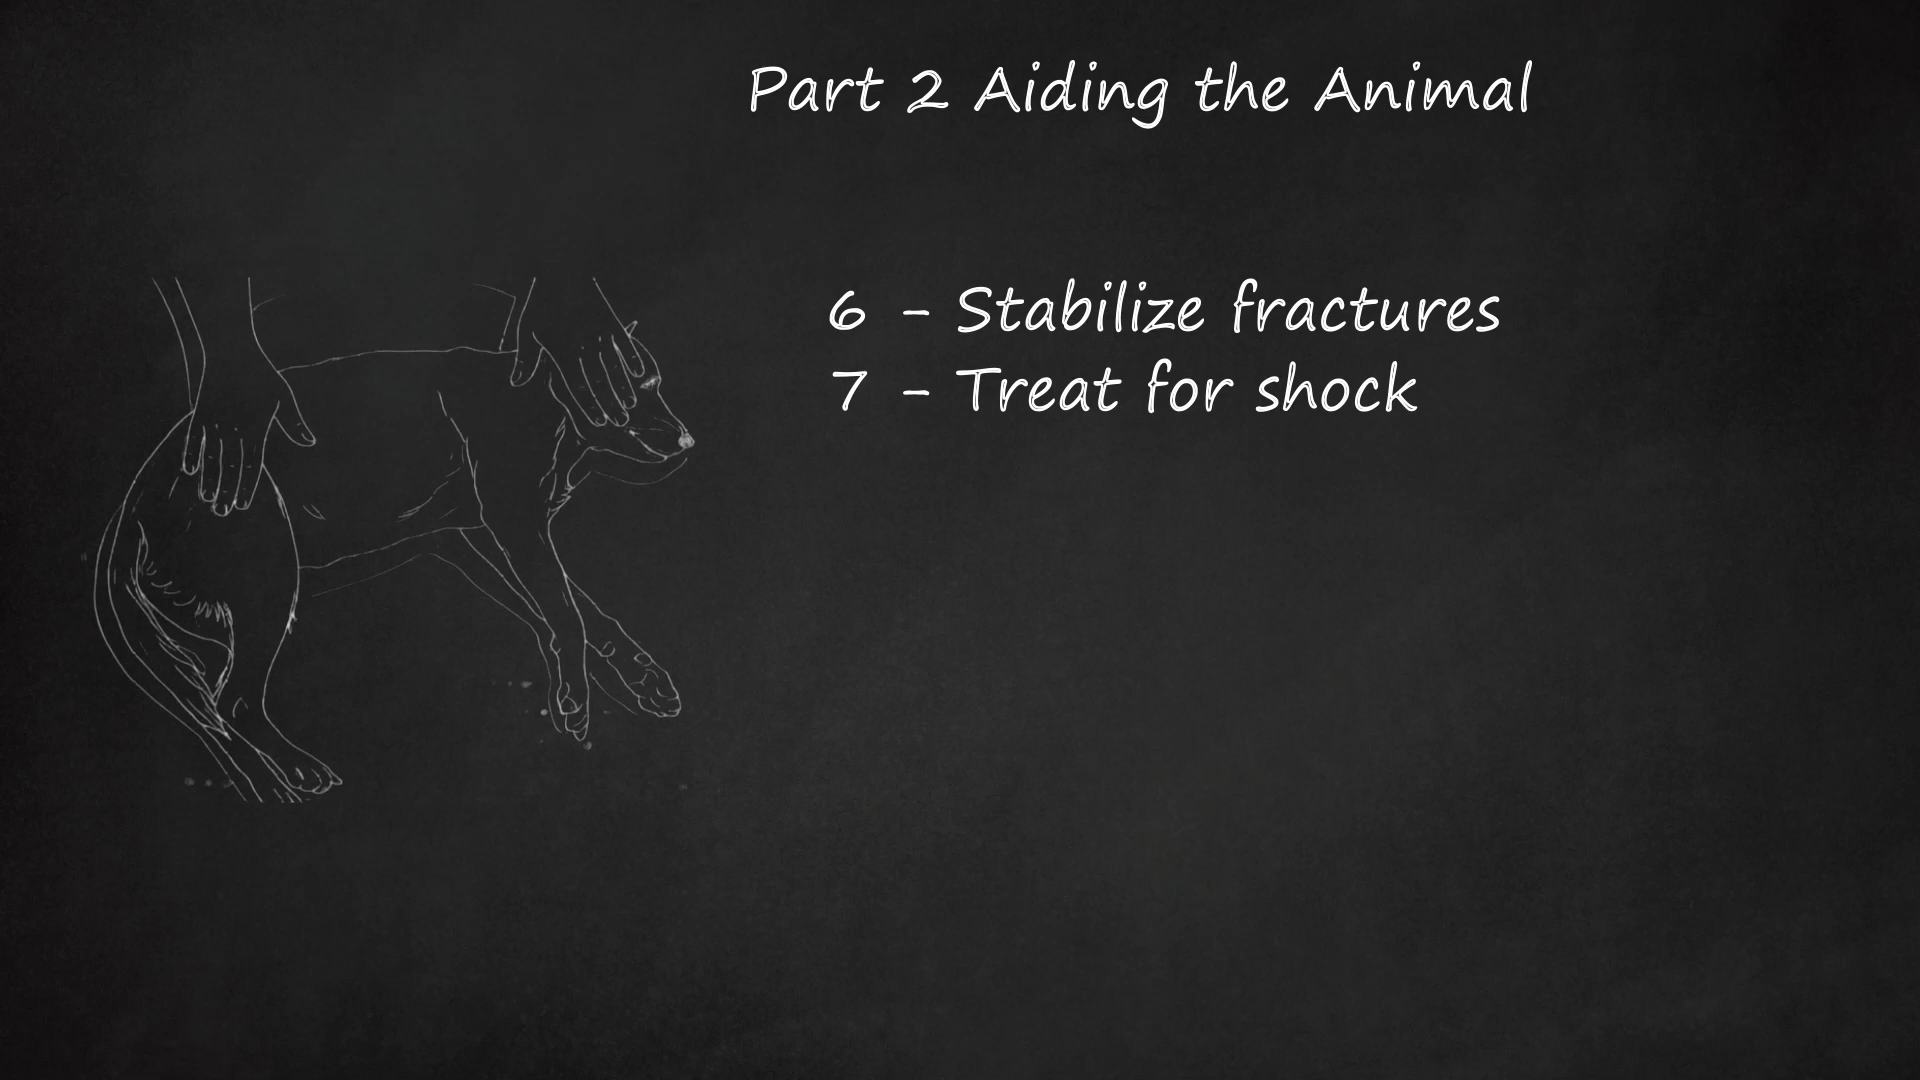 Part 2 Aiding the Animal
6 - Stabilize fractures
7 - Treat for shock